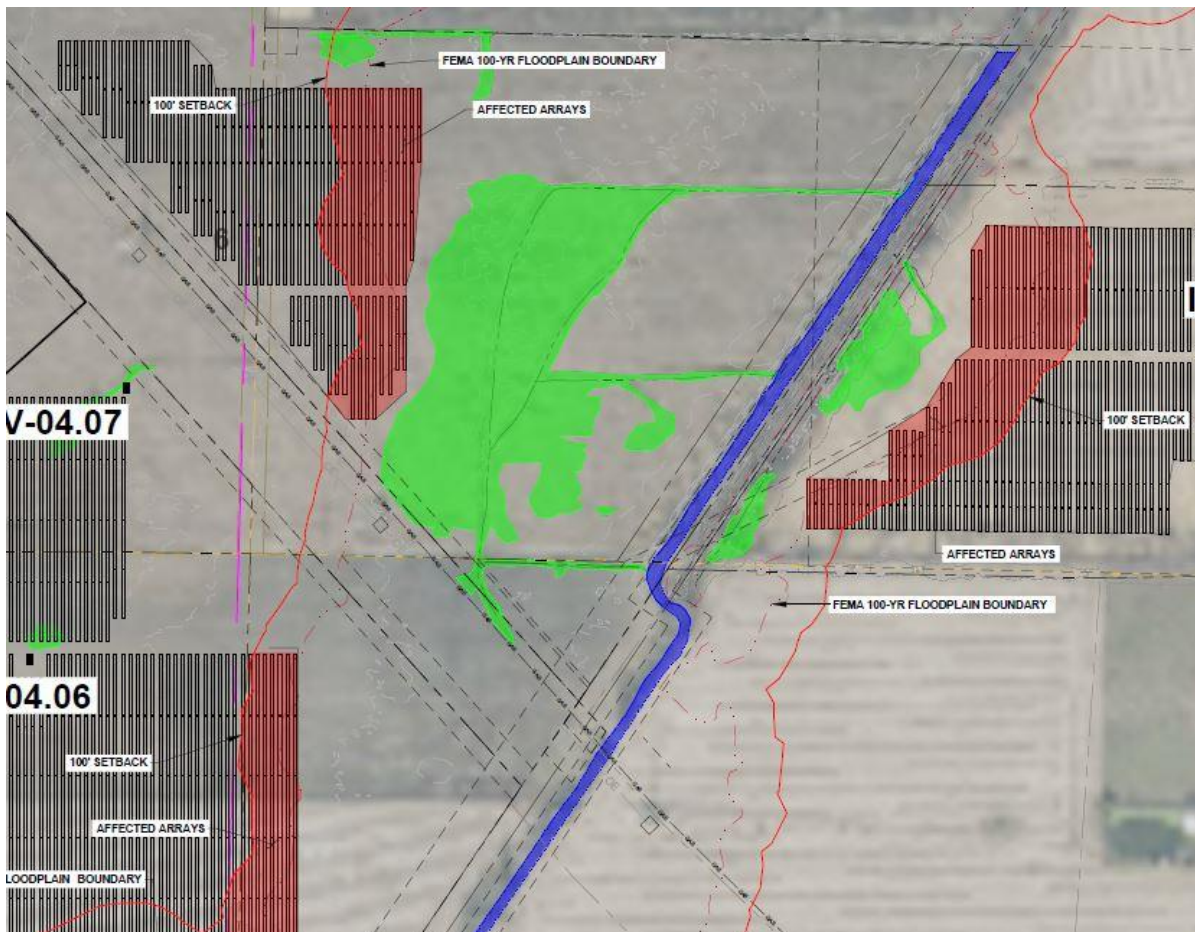 FEMA 100-YR FLOODPLAIN BOUNDARY
100' SETBACK
AFFECTED ARRAYS
6
V-04.07
100' SETBACK
AFFECTED ARRAYS
FEMA 100-YR FLOODPLAIN BOUNDARY
04.06
100' SETBACK
AFFECTED ARRAYS
LOODPLAIN BOUNDARY